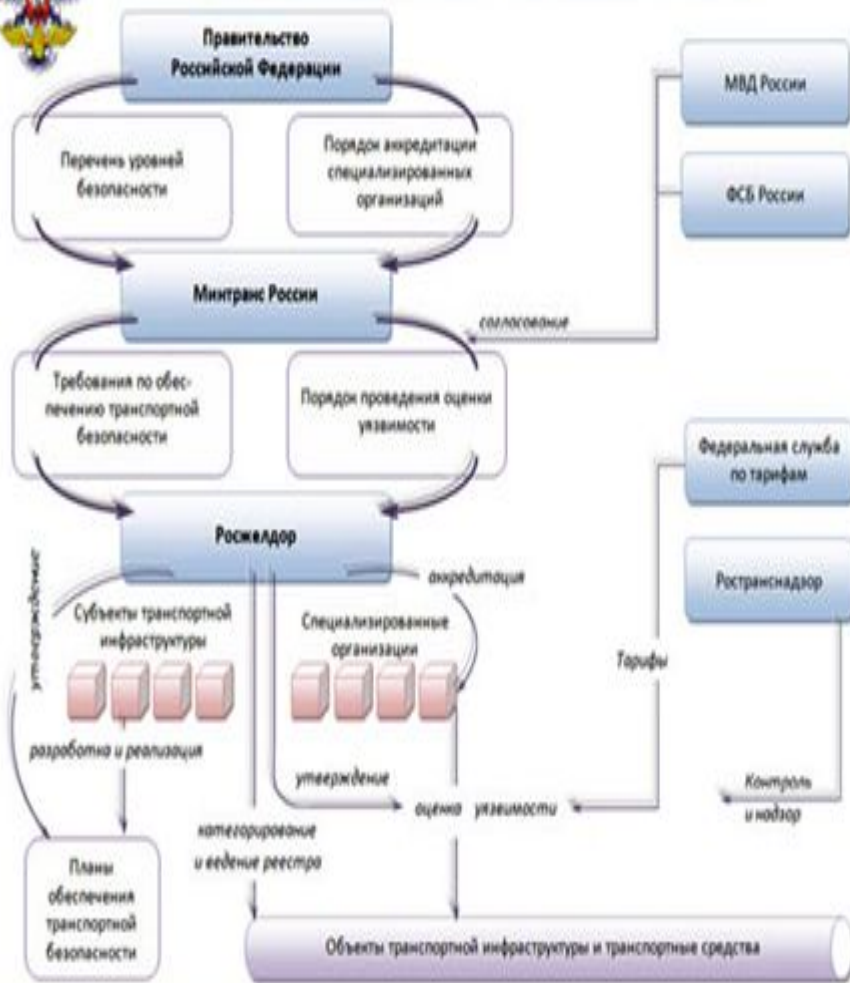 Правительство
Российской Федерации
МВД России
Перечень уровней
безопасности
Порядок аккредитации
специализированных
организаций
ФСБ России
Минтранс России
согласование
Требования по обес-
печению транспортной
безопасности
Порядок проведения оценки
уязвимости
Федеральная служба
по тарифам
Росжелдор
Ространснадзор
утверждение
аккредитация
Субъекты транспортной
инфраструктуры
Специализированные
организации
Тарифы
разработка и реализация
утверждение
оценка уязвимости
Контроль
и надзор
категорирование
и ведение реестра
Планы
обеспечения
транспортной
безопасности
Объекты транспортной инфраструктуры и транспортные средства